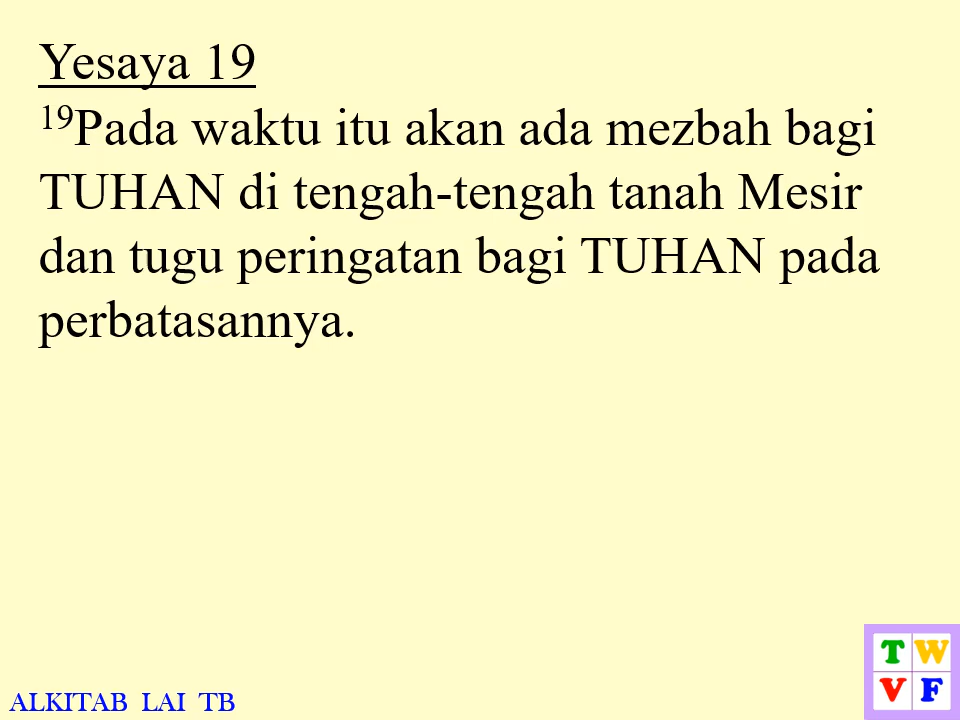 Yesaya 19
19Pada waktu itu akan ada mezbah bagi
TUHAN di tengah-tengah tanah Mesir
dan tugu peringatan bagi TUHAN pada
perbatasannya.
T W
V F
ALKITAB LAI TB